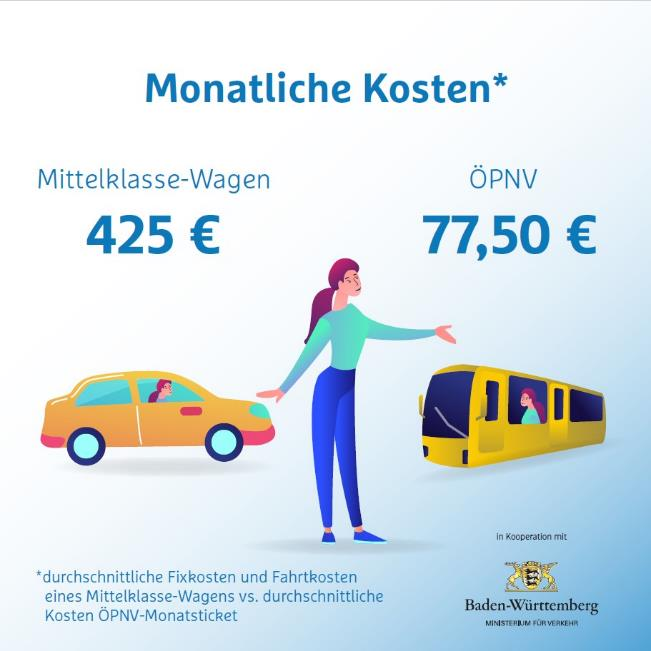 Monatliche Kosten*
Mittelklasse-Wagen
425 €
ÖPNV
77,50 €
*durchschnittliche Fixkosten und Fahrtkosten
eines Mittelklasse-Wagens vs. durchschnittliche
Kosten ÖPNV-Monatsticket
in Kooperation mit
Baden-Württemberg
MINISTERIUM FÜR VERKEHR